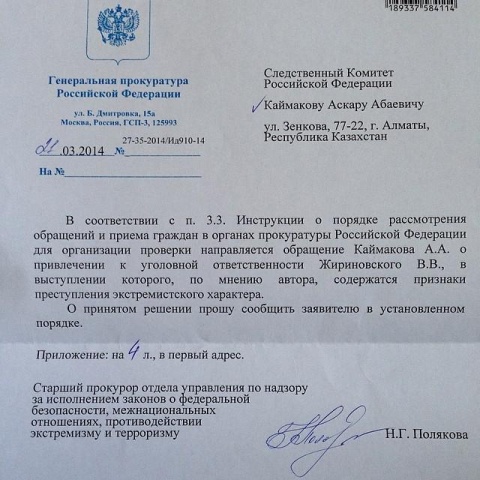 189337584114
Генеральная прокуратура
Российской Федерации
ул. Б. Дмитровка, 15а
Москва, Россия, ГСП-3, 125993
27-35-2014/Ид910-14
21.03.2014 №
На №
Следственный Комитет
Российской Федерации
Каймакову Аскару Абаевичу
ул. Зенкова, 77-22, г. Алматы,
Республика Казахстан
В соответствии с п. 3.3. Инструкции о порядке рассмотрения
обращений и приема граждан в органах прокуратуры Российской Федерации
для организации проверки направляется обращение Каймакова А.А. о
привлечении к уголовной ответственности Жириновского В.В., в
выступлении которого, по мнению автора, содержатся признаки
преступления экстремистского характера.
О принятом решении прошу сообщить заявителю в установленном
порядке.
Приложение: на 4 л., в первый адрес.
Старший прокурор отдела управления по надзору
за исполнением законов о федеральной
безопасности, межнациональных
отношениях, противодействии
экстремизму и терроризму
Н.Г. Полякова